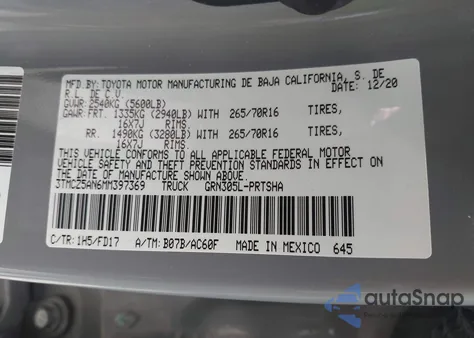 MFD.BY:TOYOTA MOTOR MANUFACTURING DE BAJA CALIFORNIA, S. DE
R.L. DE C.V. DATE: 12/20
GVWR:2540KG (5600LB)
GAWR:FRT. 1335KG (2940LB) WITH 265/70R16 TIRES,
16X7J RIMS.
RR. 1490KG (3280LB) WITH 265/70R16 TIRES,
16X7J RIMS
THIS VEHICLE CONFORMS TO ALL APPLICABLE FEDERAL MOTOR
VEHICLE SAFETY AND THEFT PREVENTION STANDARDS IN EFFECT ON
THE DATE OF MANUFACTURE SHOWN ABOVE.
3TMCZ5AN6MM397369 TRUCK GRN305L-PRTSHA
C/TR: 1H5/FD17 A/TM: B07B/AC60F MADE IN MEXICO 645
autoSnap